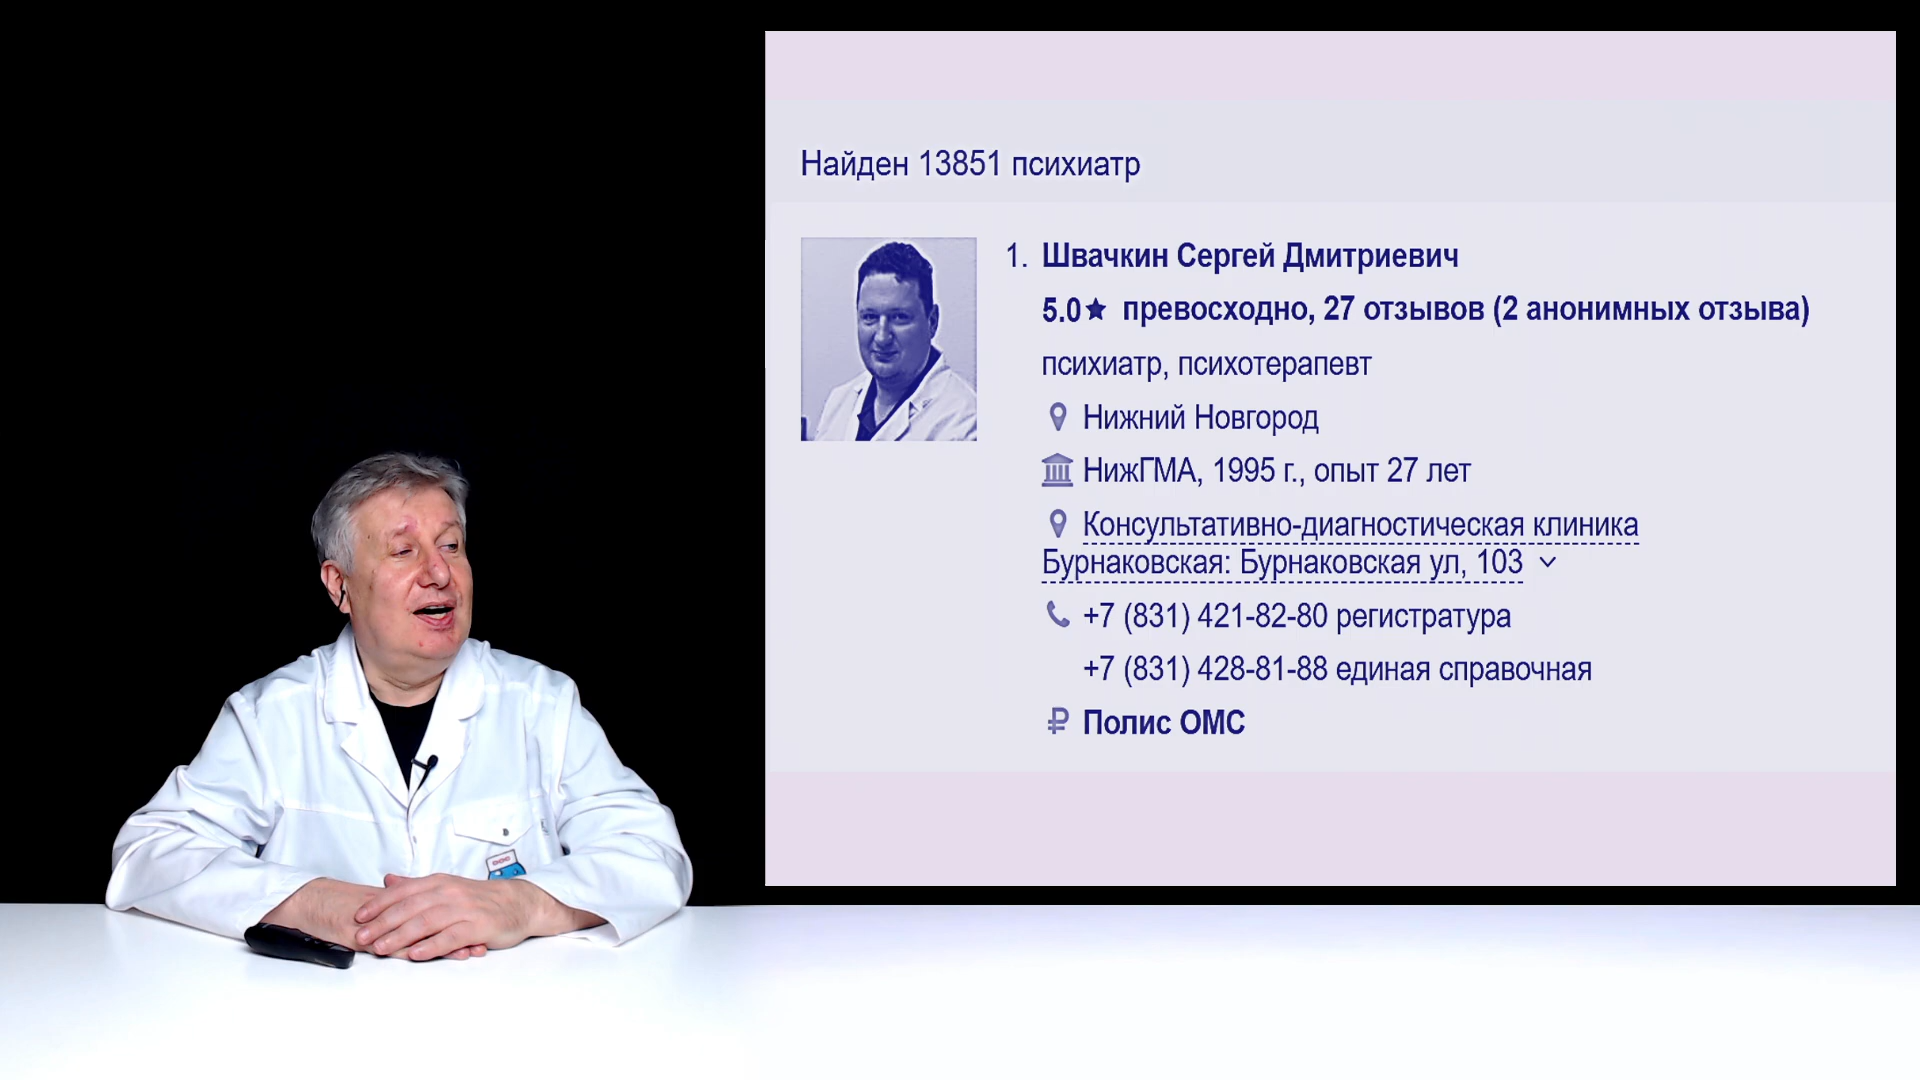 Найден 13851 психиатр
1. Швачкин Сергей Дмитриевич
5.0★ превосходно, 27 отзывов (2 анонимных отзыва)
психиатр, психотерапевт
Нижний Новгород
НижГМА, 1995 г., опыт 27 лет
Консультативно-диагностическая клиника
Бурнаковская: Бурнаковская ул, 103
+7 (831) 421-82-80 регистратура
+7 (831) 428-81-88 единая справочная
₽ Полис ОМС